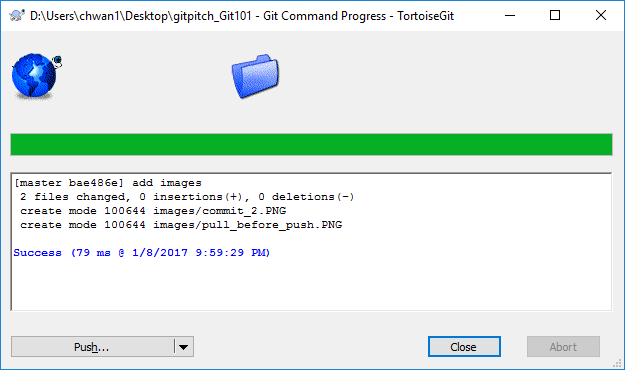 D:\Users\chwan1\Desktop\gitpitch_Git101 - Git Command Progress - TortoiseGit
[master bae486e] add images
2 files changed, 0 insertions(+), 0 deletions(-)
create mode 100644 images/commit_2.PNG
create mode 100644 images/pull_before_push.PNG
Success (79 ms @ 1/8/2017 9:59:29 PM)
Push...
Close
Abort